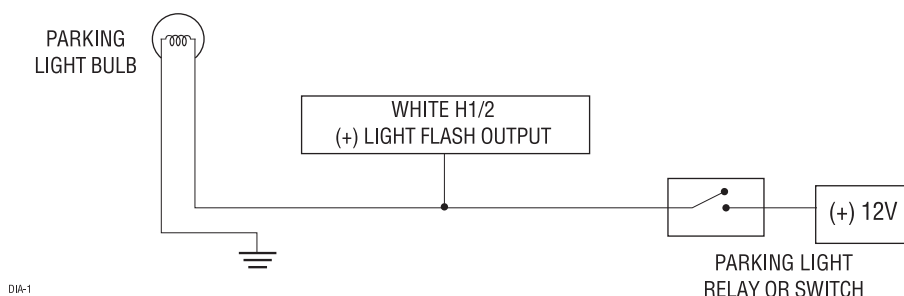 PARKING
LIGHT BULB
WHITE H1/2
(+) LIGHT FLASH OUTPUT
(+) 12V
PARKING LIGHT
RELAY OR SWITCH
DIA-1